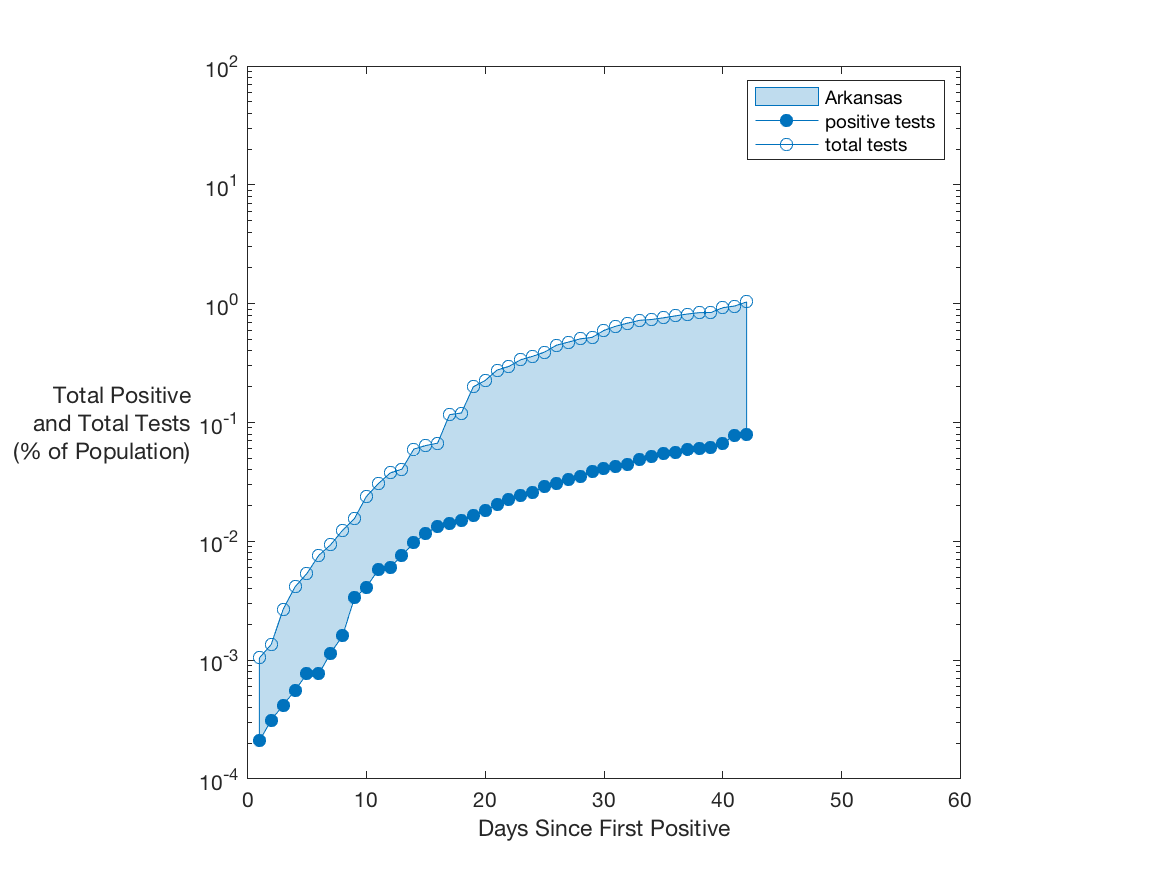 10^2
10^1
10^0
10^-1
10^-2
10^-3
10^-4
Total Positive
and Total Tests
(% of Population)
Arkansas
positive tests
total tests
0 10 20 30 40 50 60
Days Since First Positive